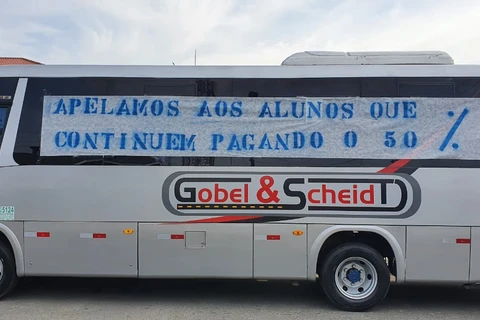 APELAMOS AOS ALUNOS QUE
CONTINUEM PAGANDO O 50 %
Gobel & ScheidT